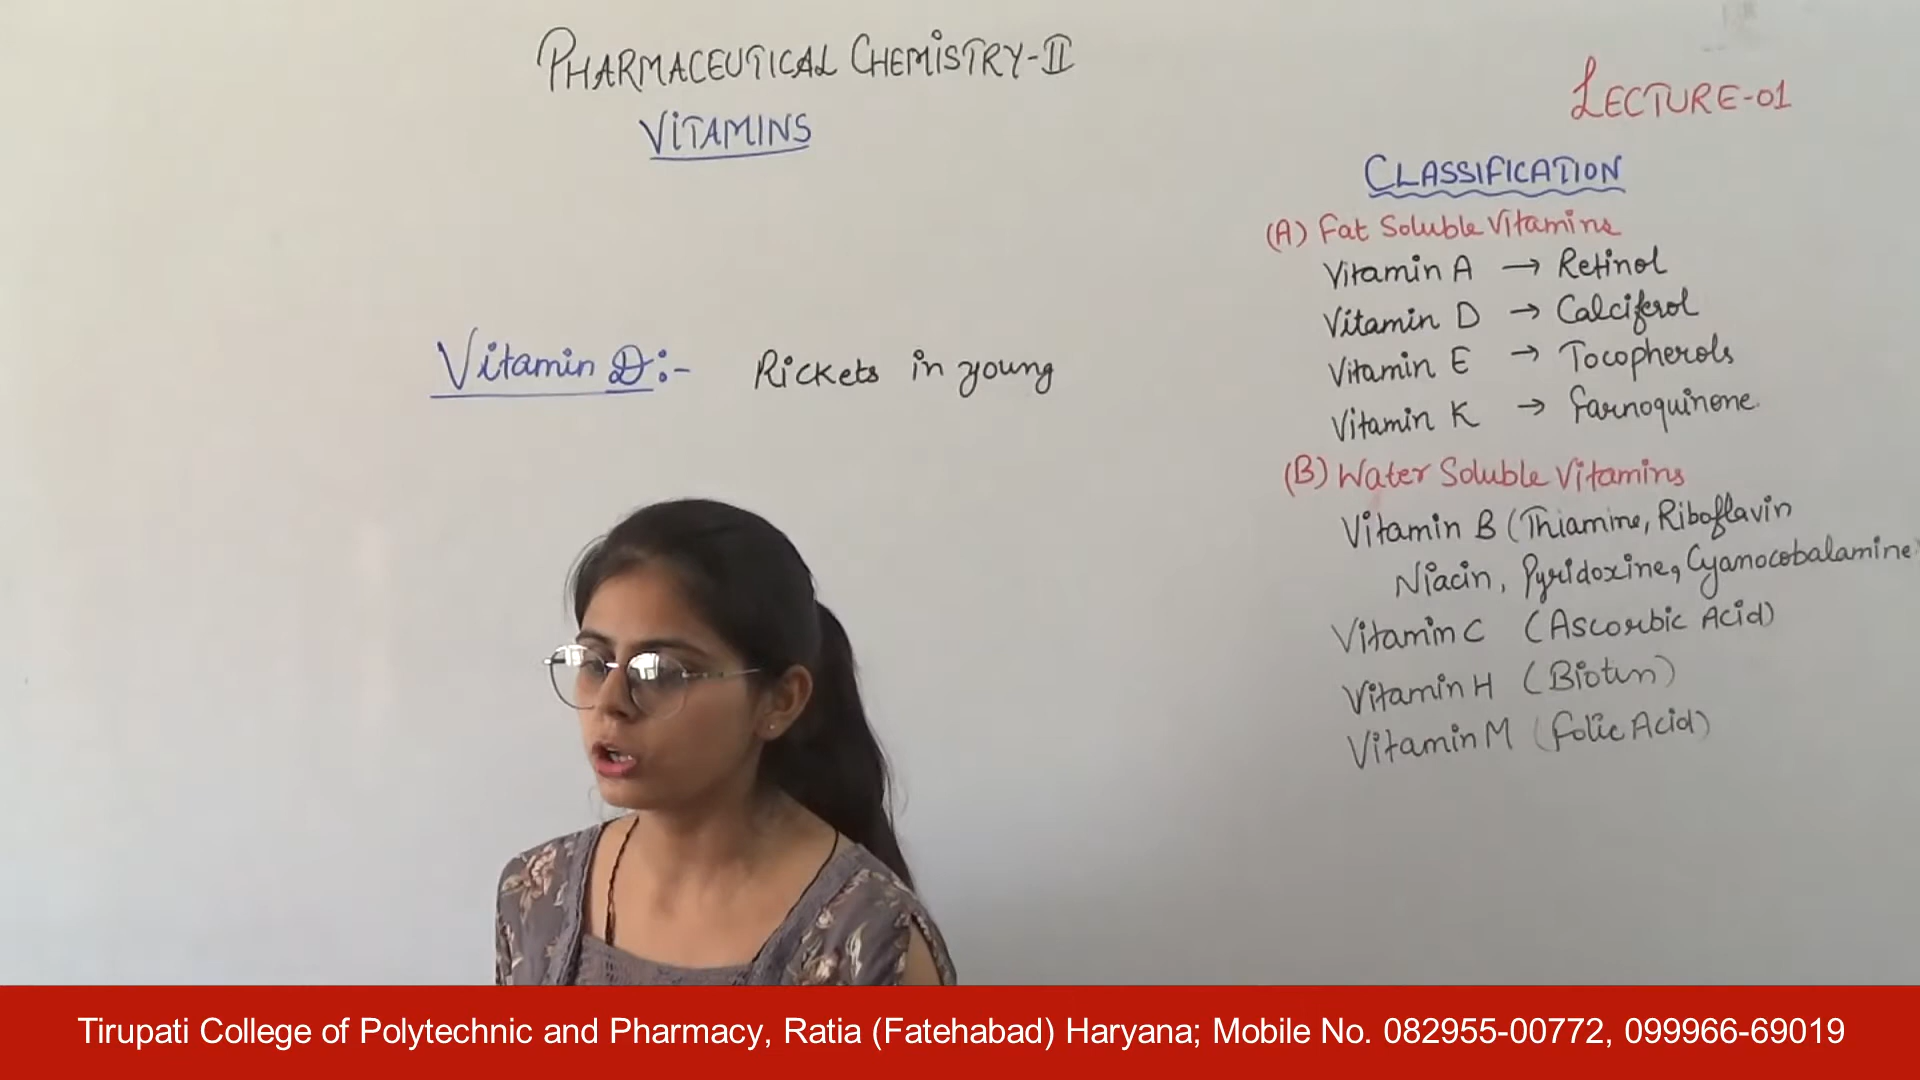 PHARMACEUTICAL CHEMISTRY-II
VITAMINS
LECTURE-01
CLASSIFICATION
(A) Fat Soluble Vitamins
Vitamin A → Retinol
Vitamin D → Calciferol
Vitamin E → Tocopherols
Vitamin K → Farnoquinone.
(B) Water Soluble Vitamins
Vitamin B (Thiamine, Riboflavin
Niacin, Pyridoxine, Cyanocobalamine)
Vitamin C (Ascorbic Acid)
Vitamin H (Biotin)
Vitamin M (Folic Acid)
Vitamin D:- Rickets in young
Tirupati College of Polytechnic and Pharmacy, Ratia (Fatehabad) Haryana; Mobile No. 082955-00772, 099966-69019